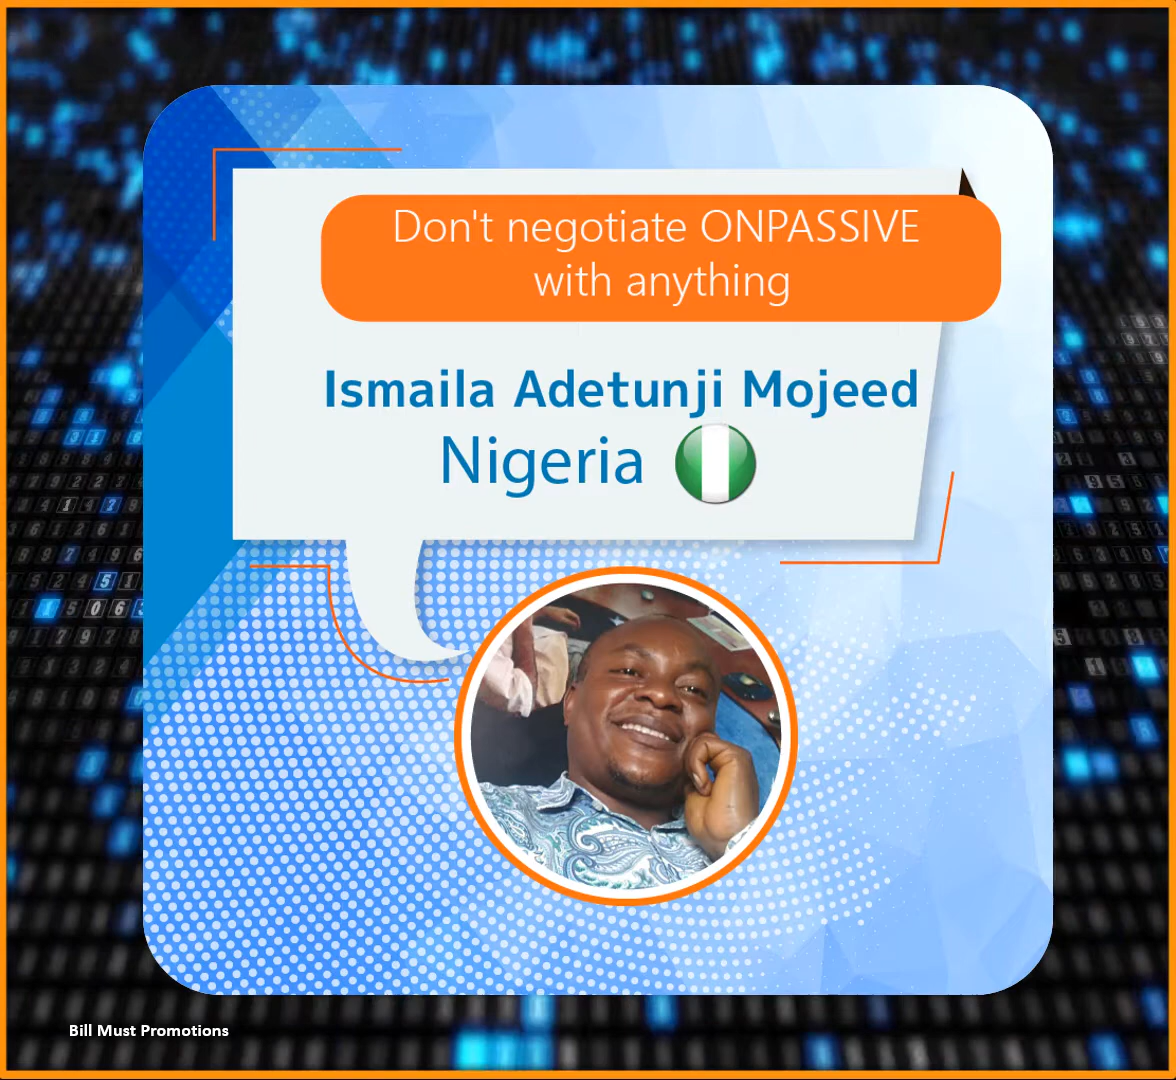 Don't negotiate ONPASSIVE
with anything
Ismaila Adetunji Mojeed
Nigeria
Bill Must Promotions